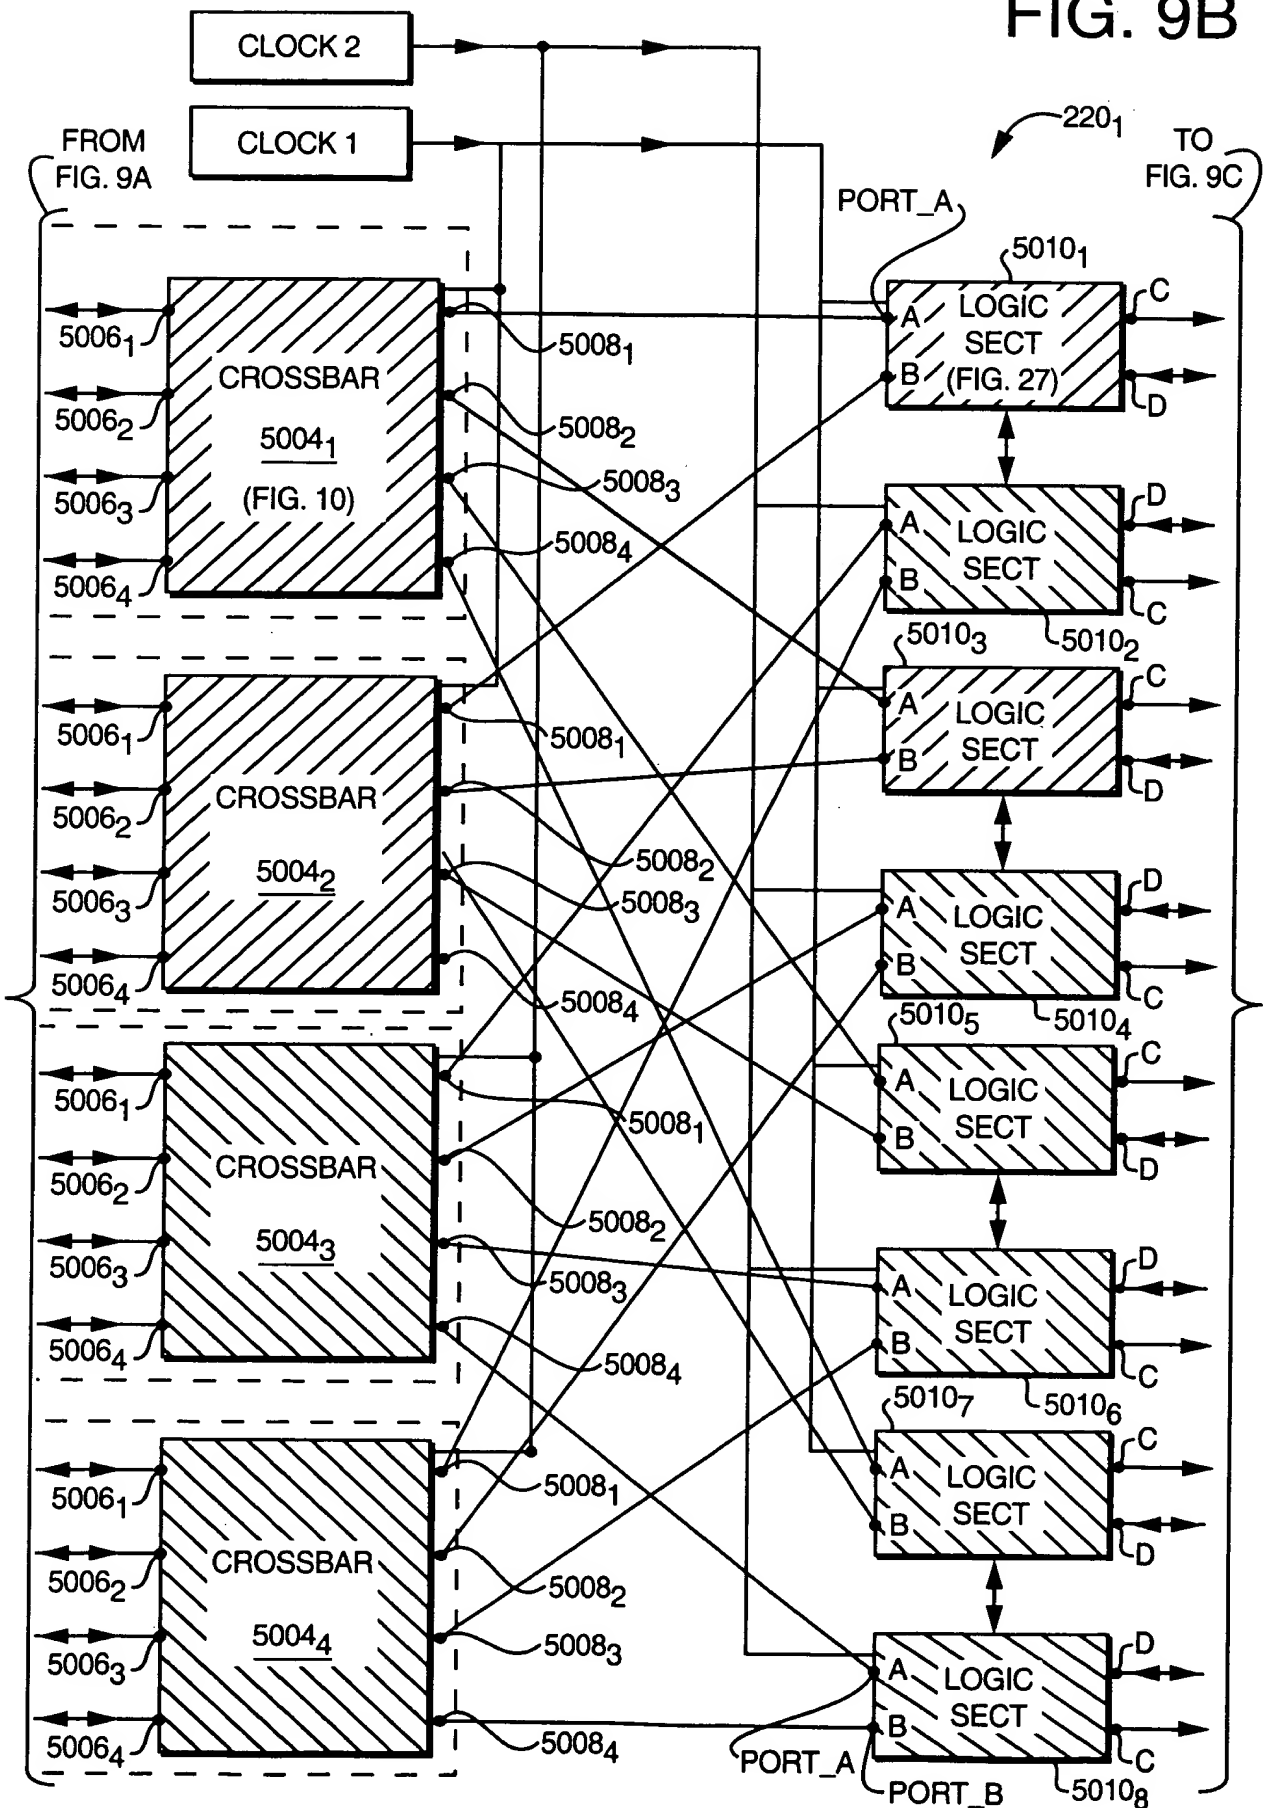 FIG. 9B
CLOCK 2
CLOCK 1
FROM
FIG. 9A
220₁
TO
FIG. 9C
PORT_A
5010₁
5006₁
5006₂
5006₃
5006₄
CROSSBAR
5004₁
(FIG. 10)
5008₁
5008₂
5008₃
5008₄
A
B
LOGIC
SECT
(FIG. 27)
C
D
A
B
LOGIC
SECT
D
C
5010₂
5010₃
5006₁
5006₂
5006₃
5006₄
CROSSBAR
5004₂
5008₁
5008₂
5008₃
5008₄
A
B
LOGIC
SECT
C
D
A
B
LOGIC
SECT
D
C
5010₄
5010₅
5006₁
5006₂
5006₃
5006₄
CROSSBAR
5004₃
5008₁
5008₂
5008₃
5008₄
A
B
LOGIC
SECT
C
D
A
B
LOGIC
SECT
D
C
5010₆
5010₇
5006₁
5006₂
5006₃
5006₄
CROSSBAR
5004₄
5008₁
5008₂
5008₃
5008₄
A
B
LOGIC
SECT
C
D
A
B
LOGIC
SECT
D
C
PORT_A
PORT_B
5010₈